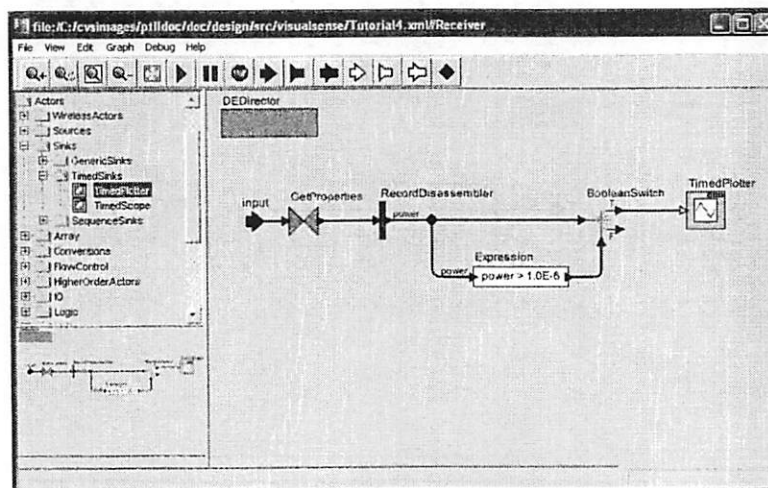 file:/C:/cvsimages/ptIIdoc/doc/design/src/visualsense/Tutorial4.xml#Receiver
File View Edit Graph Debug Help
Actors
WirelessActors
Sources
Sinks
GenericSinks
TimedSinks
TimedPlotter
TimedScope
SequenceSinks
Array
Conversions
FlowControl
HigherOrderActors
IO
Logic
DEDirector
input
GetProperties
RecordDisassembler
power
BooleanSwitch
T
F
TimedPlotter
Expression
power
power > 1.0E-6